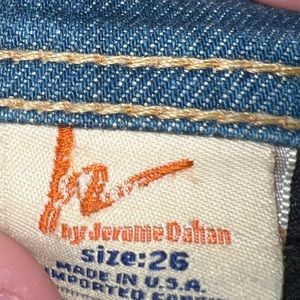 by Jerome Dahan
size:26
MADE IN U.S.A.
IMPORTED